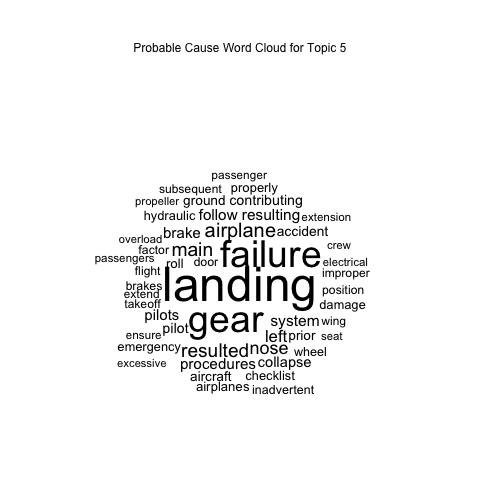 Probable Cause Word Cloud for Topic 5
passenger
subsequent properly
propeller ground contributing
hydraulic follow resulting extension
brake airplane accident
overload factor main failure crew
passengers roll door electrical
flight landing improper
brakes extend position
takeoff damage
pilots gear system wing
pilot left prior seat
ensure
emergency resulted nose wheel
excessive procedures collapse
aircraft checklist
airplanes inadvertent